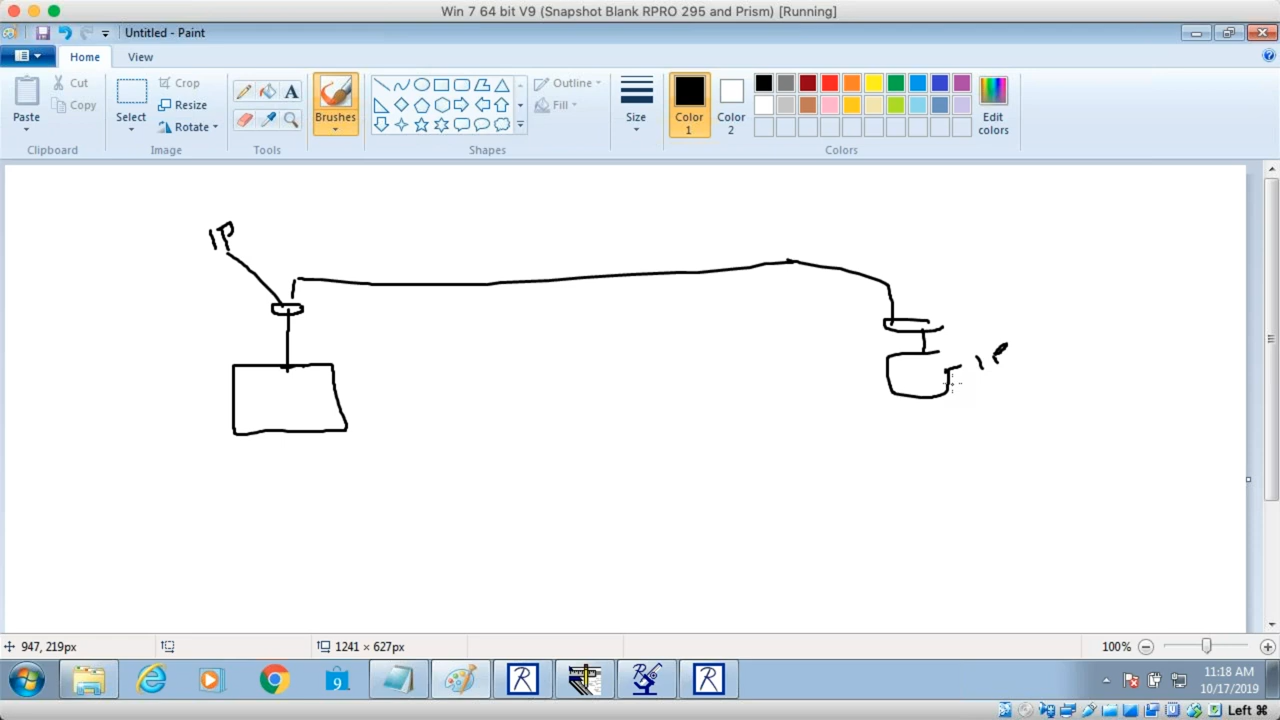 Win 7 64 bit V9 (Snapshot Blank RPRO 295 and Prism) [Running]
Untitled - Paint
Home View
Paste
Cut
Copy
Clipboard
Select
Crop
Resize
Rotate
Image
Tools
A
Brushes
Shapes
Outline
Fill
Size
Color 1
Color 2
Edit colors
Colors
IP
IP
947, 219px
1241 × 627px
100%
9
R
R
11:18 AM
10/17/2019
Left ⌘